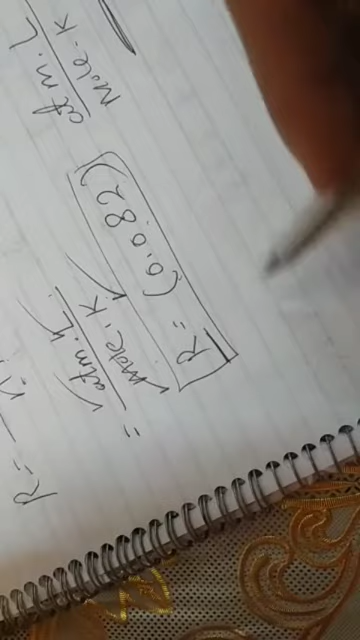 R =
= atm.L / mole.K
R = (0.082) atm.L / Mole.K